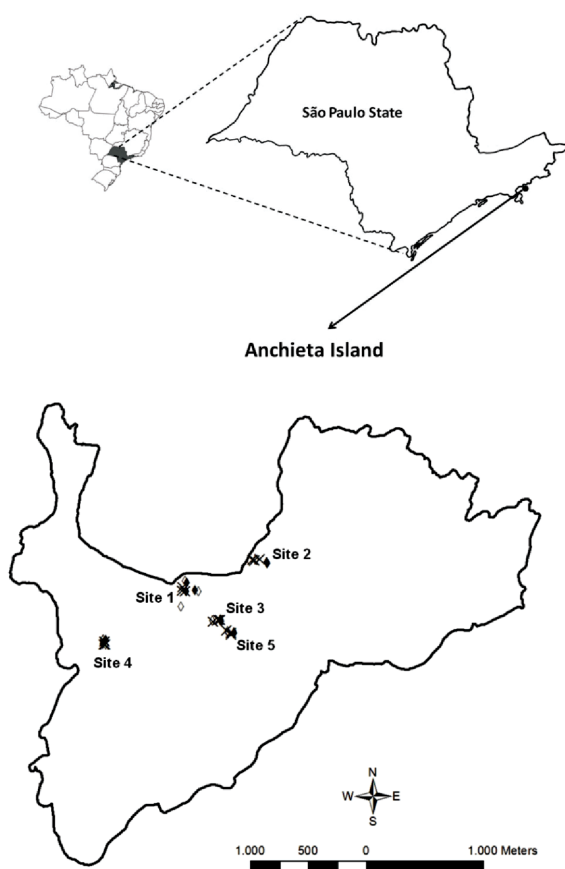 São Paulo State
Anchieta Island
Site 2
Site 1
Site 3
Site 5
Site 4
N
W E
S
1.000 500 0 1.000 Meters